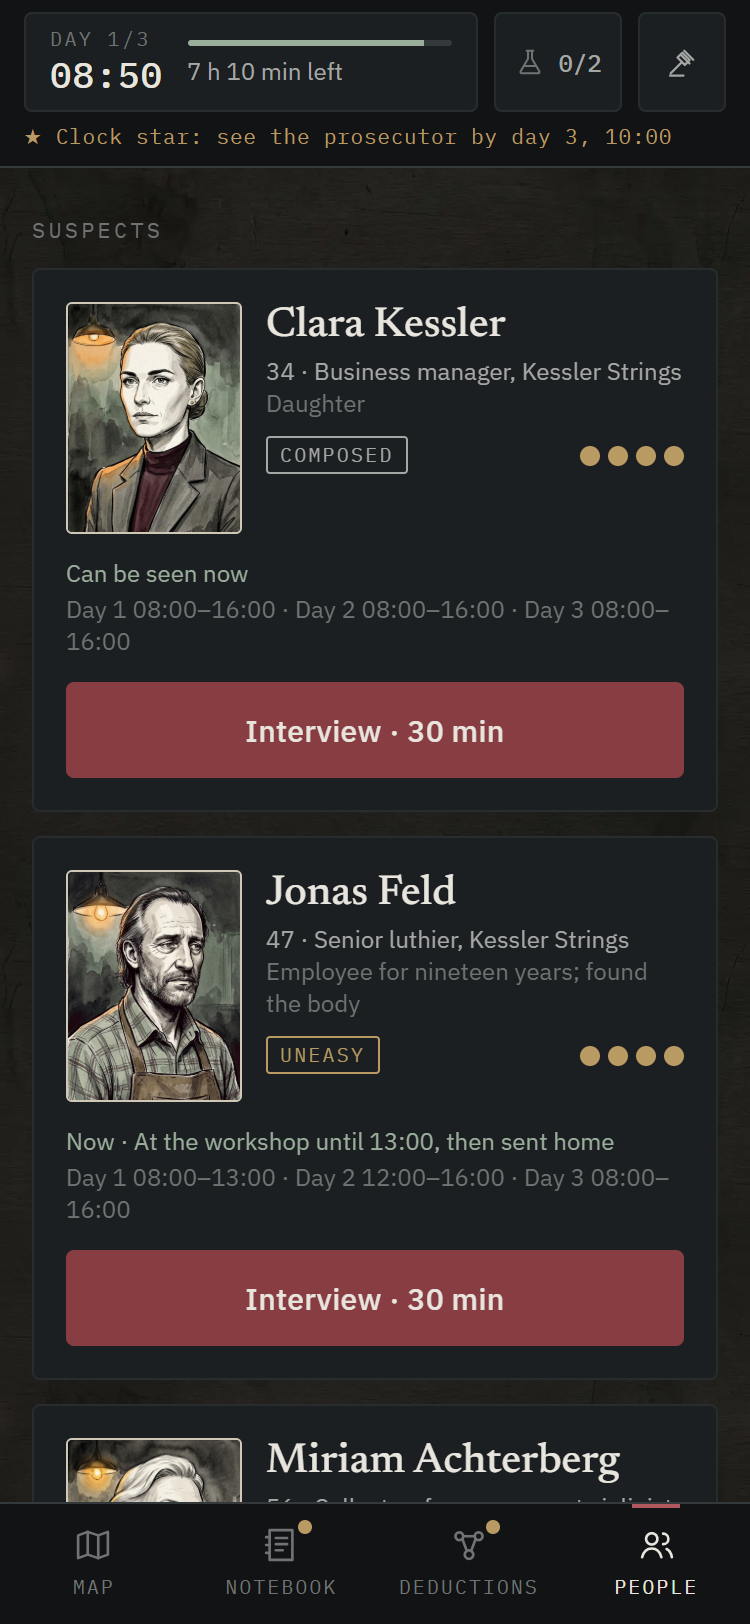 DAY 1/3
08:50
7 h 10 min left
0/2
★ Clock star: see the prosecutor by day 3, 10:00
SUSPECTS
Clara Kessler
34 · Business manager, Kessler Strings
Daughter
COMPOSED
Can be seen now
Day 1 08:00–16:00 · Day 2 08:00–16:00 · Day 3 08:00–
16:00
Interview · 30 min
Jonas Feld
47 · Senior luthier, Kessler Strings
Employee for nineteen years; found
the body
UNEASY
Now · At the workshop until 13:00, then sent home
Day 1 08:00–13:00 · Day 2 12:00–16:00 · Day 3 08:00–
16:00
Interview · 30 min
Miriam Achterberg
MAP
NOTEBOOK
DEDUCTIONS
PEOPLE